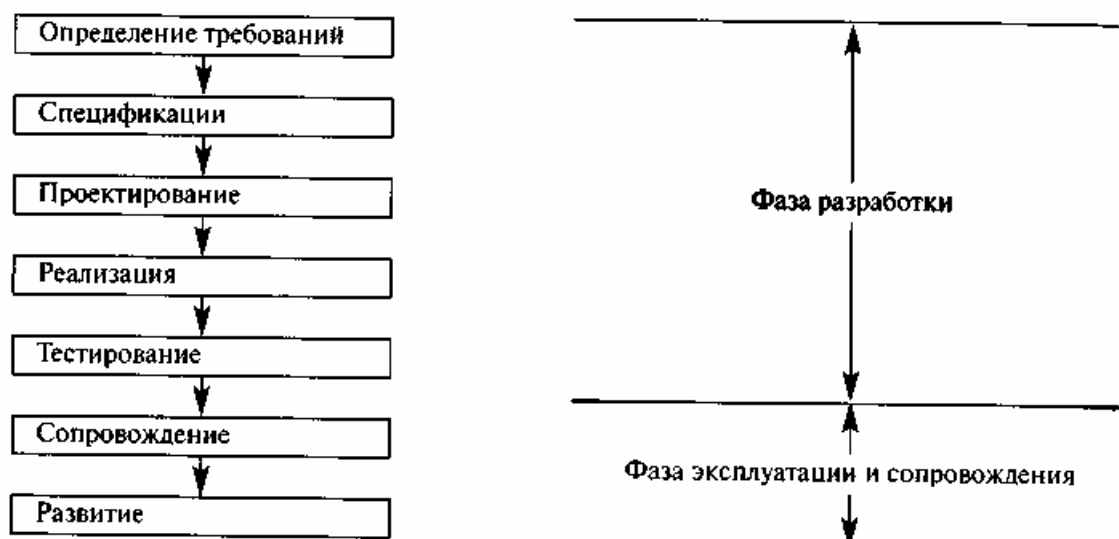 Определение требований
Спецификации
Проектирование
Реализация
Тестирование
Сопровождение
Развитие
Фаза разработки
Фаза эксплуатации и сопровождения